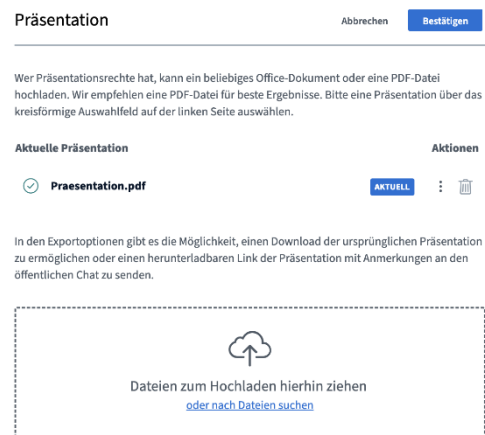 Präsentation
Abbrechen
Bestätigen
Wer Präsentationsrechte hat, kann ein beliebiges Office-Dokument oder eine PDF-Datei
hochladen. Wir empfehlen eine PDF-Datei für beste Ergebnisse. Bitte eine Präsentation über das
kreisförmige Auswahlfeld auf der linken Seite auswählen.
Aktuelle Präsentation
Aktionen
Praesentation.pdf
AKTUELL
In den Exportoptionen gibt es die Möglichkeit, einen Download der ursprünglichen Präsentation
zu ermöglichen oder einen herunterladbaren Link der Präsentation mit Anmerkungen an den
öffentlichen Chat zu senden.
Dateien zum Hochladen hierhin ziehen
oder nach Dateien suchen